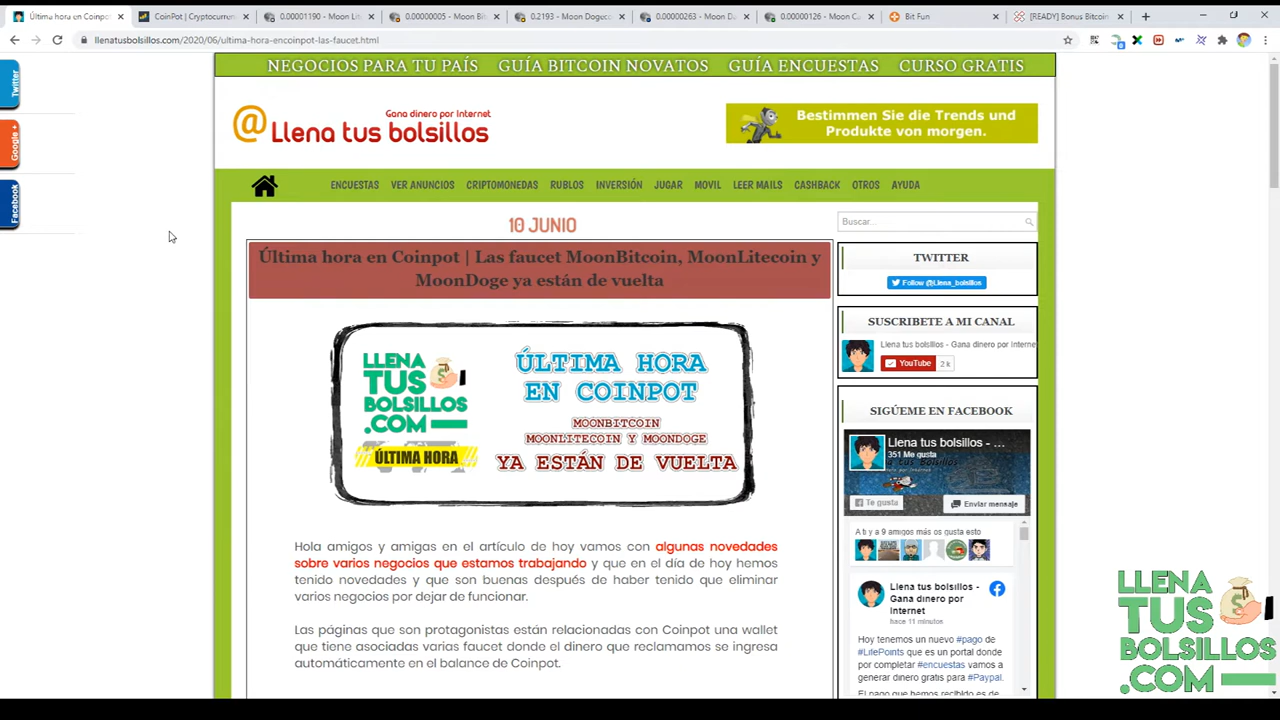 Última hora en Coinpot
CoinPot | Cryptocurren
0.00001190 - Moon Lit
0.00000005 - Moon Bit
0.2193 - Moon Dogeco
0.00000263 - Moon Da
0.00000126 - Moon Ca
Bit Fun
[READY] Bonus Bitcoin
llenatusbolsillos.com/2020/06/ultima-hora-encoinpot-las-faucet.html
Twitter
Google +
Facebook
NEGOCIOS PARA TU PAÍS GUÍA BITCOIN NOVATOS GUÍA ENCUESTAS CURSO GRATIS
Gana dinero por Internet
@Llena tus bolsillos
Bestimmen Sie die Trends und
Produkte von morgen.
ENCUESTAS VER ANUNCIOS CRIPTOMONEDAS RUBLOS INVERSIÓN JUGAR MOVIL LEER MAILS CASHBACK OTROS AYUDA
10 JUNIO
Última hora en Coinpot | Las faucet MoonBitcoin, MoonLitecoin y
MoonDoge ya están de vuelta
LLENA
TUS
BOLSILLOS
.COM
ÚLTIMA HORA
ÚLTIMA HORA
EN COINPOT
MOONBITCOIN
MOONLITECOIN Y MOONDOGE
YA ESTÁN DE VUELTA
Hola amigos y amigas en el artículo de hoy vamos con algunas novedades
sobre varios negocios que estamos trabajando y que en el día de hoy hemos
tenido novedades y que son buenas después de haber tenido que eliminar
varios negocios por dejar de funcionar.
Las páginas que son protagonistas están relacionadas con Coinpot una wallet
que tiene asociadas varias faucet donde el dinero que reclamamos se ingresa
automáticamente en el balance de Coinpot.
Buscar...
TWITTER
Follow @Llena_bolsillos
SUSCRIBETE A MI CANAL
Llena tus bolsillos - Gana dinero por Interne
YouTube 2 k
SIGÚEME EN FACEBOOK
Llena tus bolsillos - ...
351 Me gusta
Te gusta
Enviar mensaje
A ti y a 9 amigos más os gusta esto
Llena tus bolsillos -
Gana dinero por
Internet
hace 11 minutos
Hoy tenemos un nuevo #pago de
#LifePoints que es un portal donde
por completar #encuestas vamos a
generar dinero gratis para #Paypal.
El pago que hemos recibido es de
LLENA
TUS
BOLSILLOS
.COM